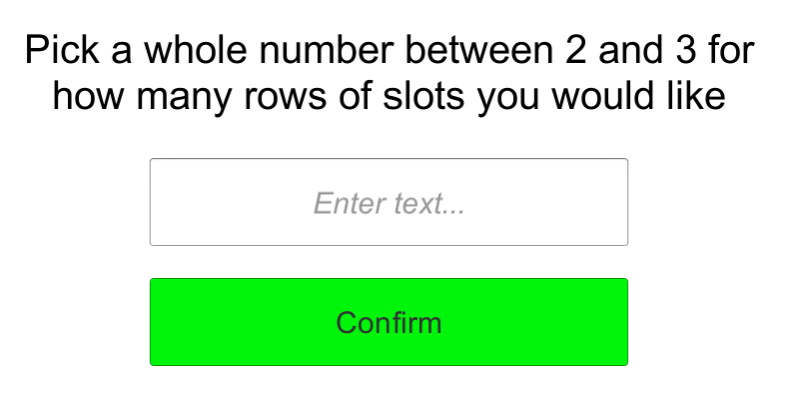 Pick a whole number between 2 and 3 for
how many rows of slots you would like
Enter text...
Confirm